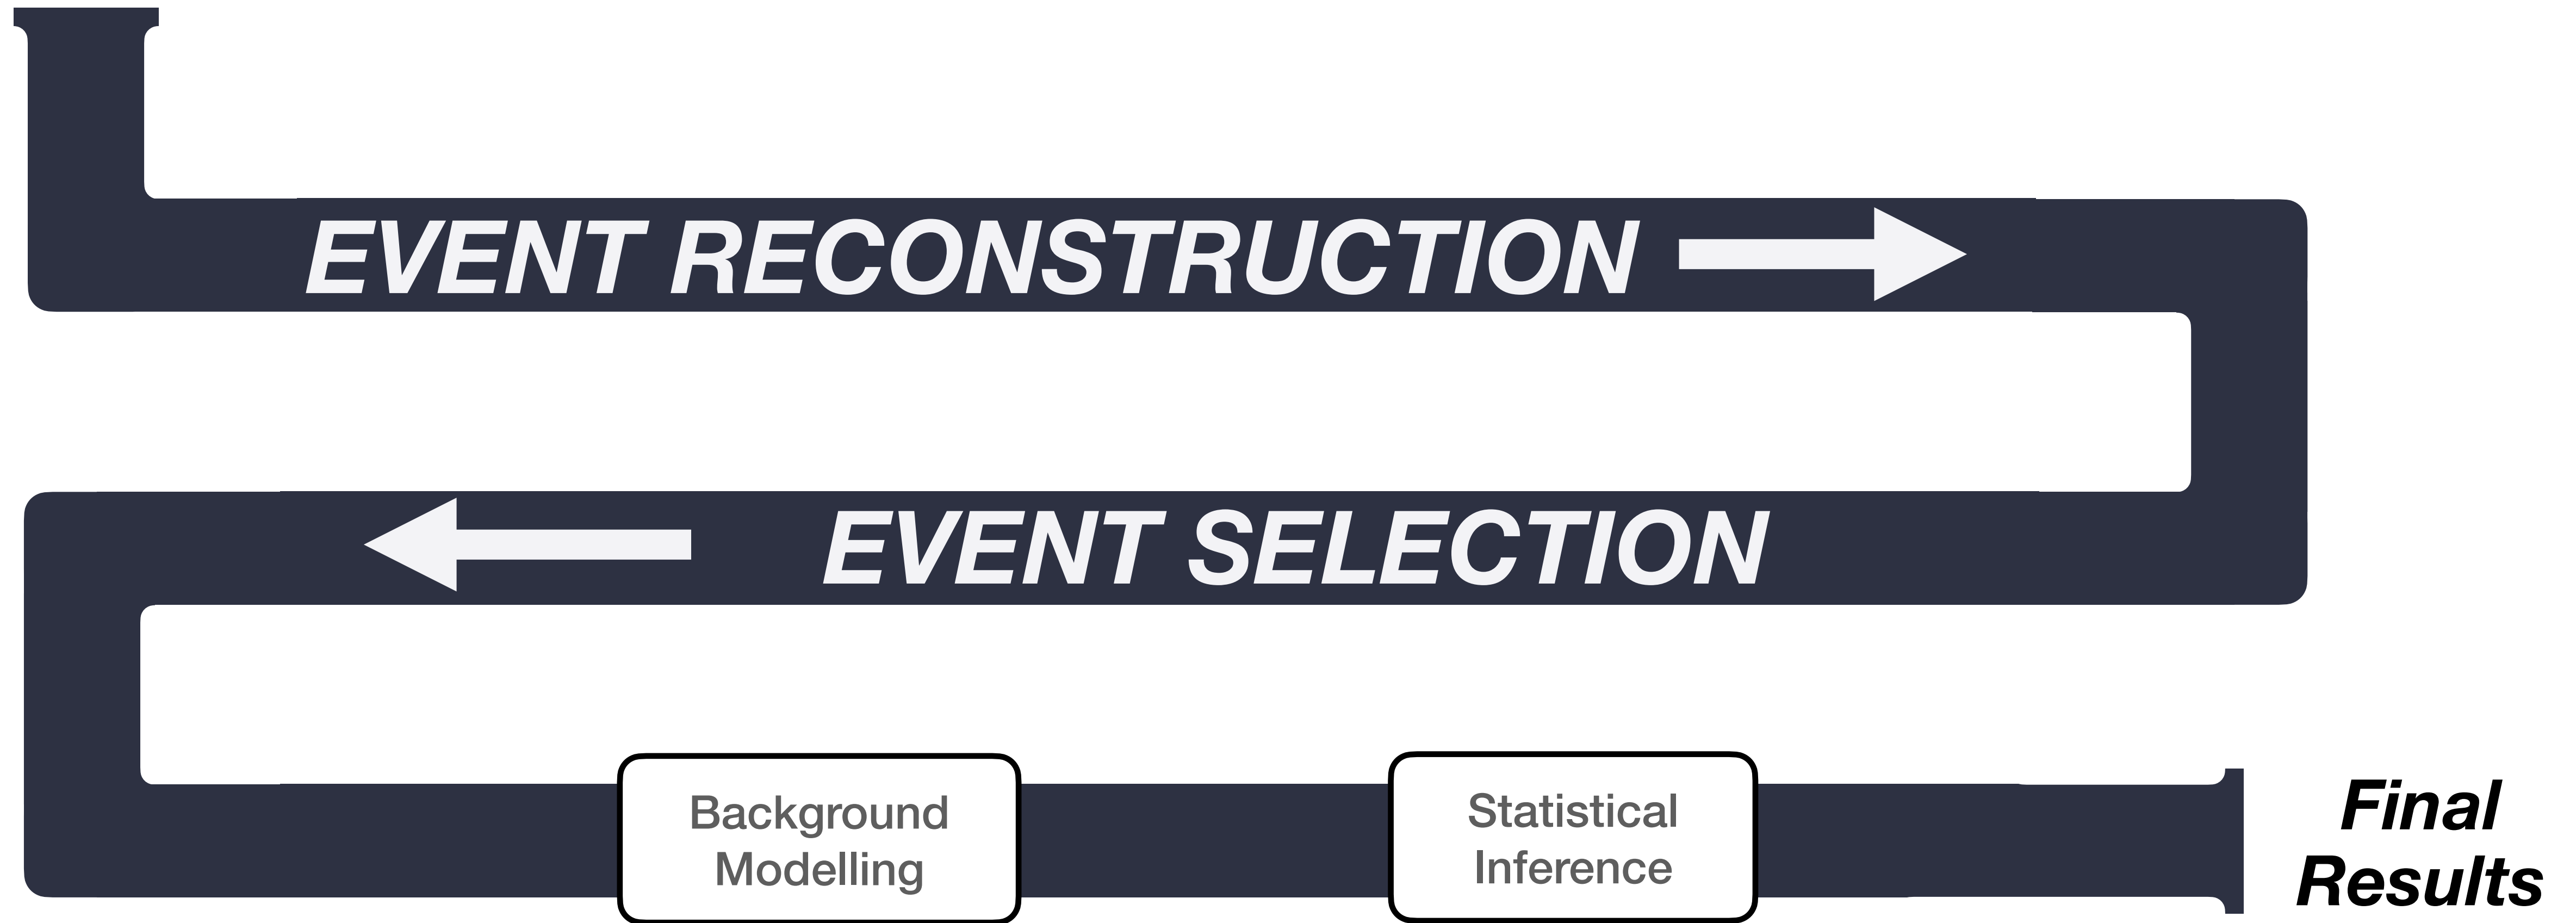 EVENT RECONSTRUCTION
EVENT SELECTION
Background
Modelling
Statistical
Inference
Final
Results